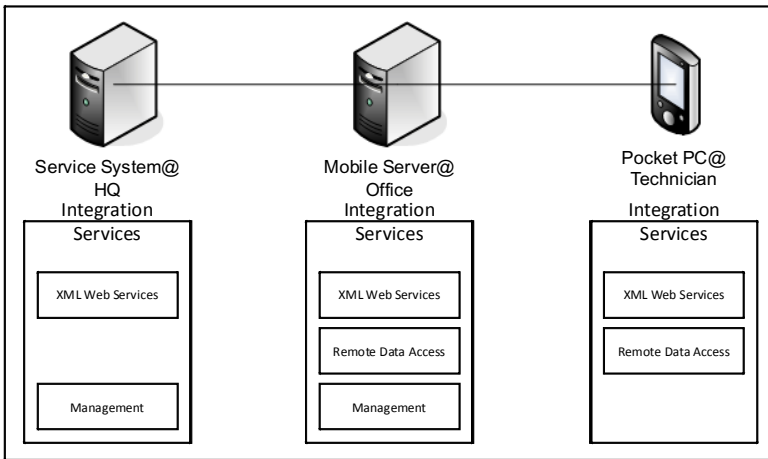 Service System@
HQ
Integration
Services
XML Web Services
Management
Mobile Server@
Office
Integration
Services
XML Web Services
Remote Data Access
Management
Pocket PC@
Technician
Integration
Services
XML Web Services
Remote Data Access